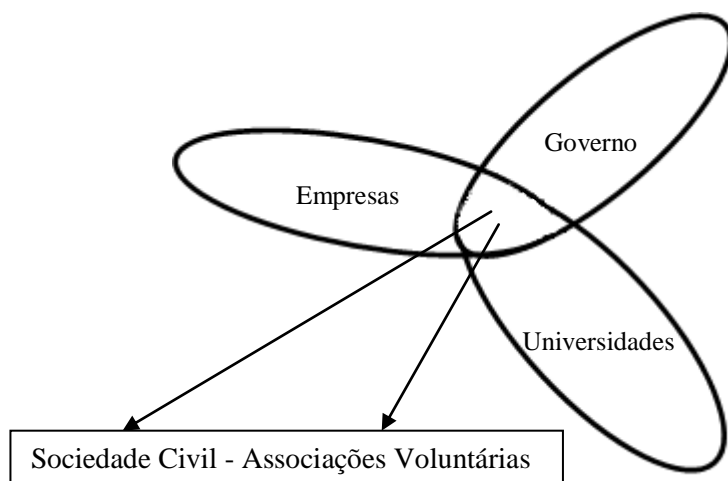 Governo
Empresas
Universidades
Sociedade Civil - Associações Voluntárias